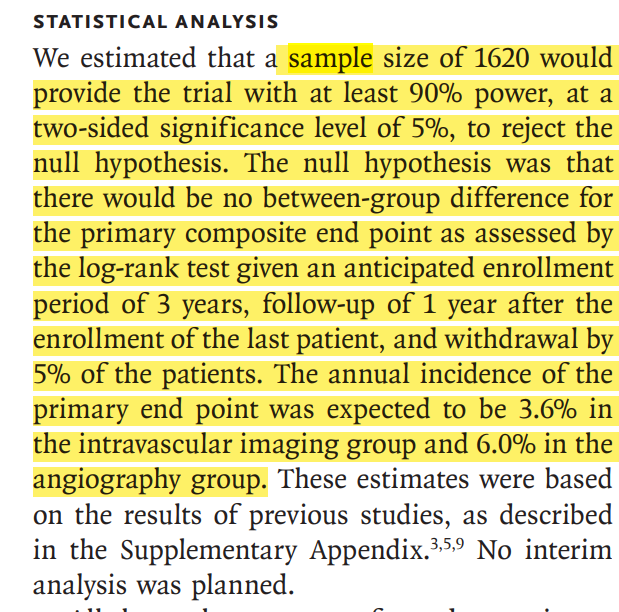 STATISTICAL ANALYSIS
We estimated that a sample size of 1620 would
provide the trial with at least 90% power, at a
two-sided significance level of 5%, to reject the
null hypothesis. The null hypothesis was that
there would be no between-group difference for
the primary composite end point as assessed by
the log-rank test given an anticipated enrollment
period of 3 years, follow-up of 1 year after the
enrollment of the last patient, and withdrawal by
5% of the patients. The annual incidence of the
primary end point was expected to be 3.6% in
the intravascular imaging group and 6.0% in the
angiography group. These estimates were based
on the results of previous studies, as described
in the Supplementary Appendix.3,5,9 No interim
analysis was planned.